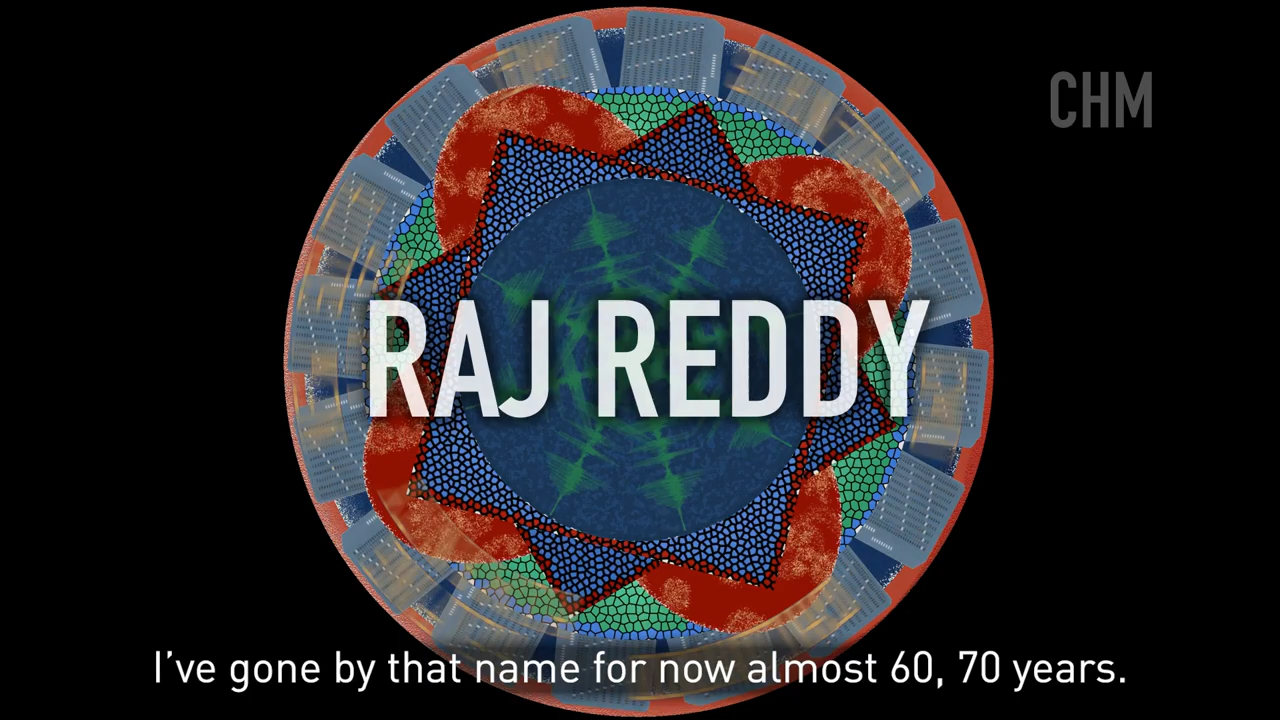 CHM
RAJ REDDY
I’ve gone by that name for now almost 60, 70 years.